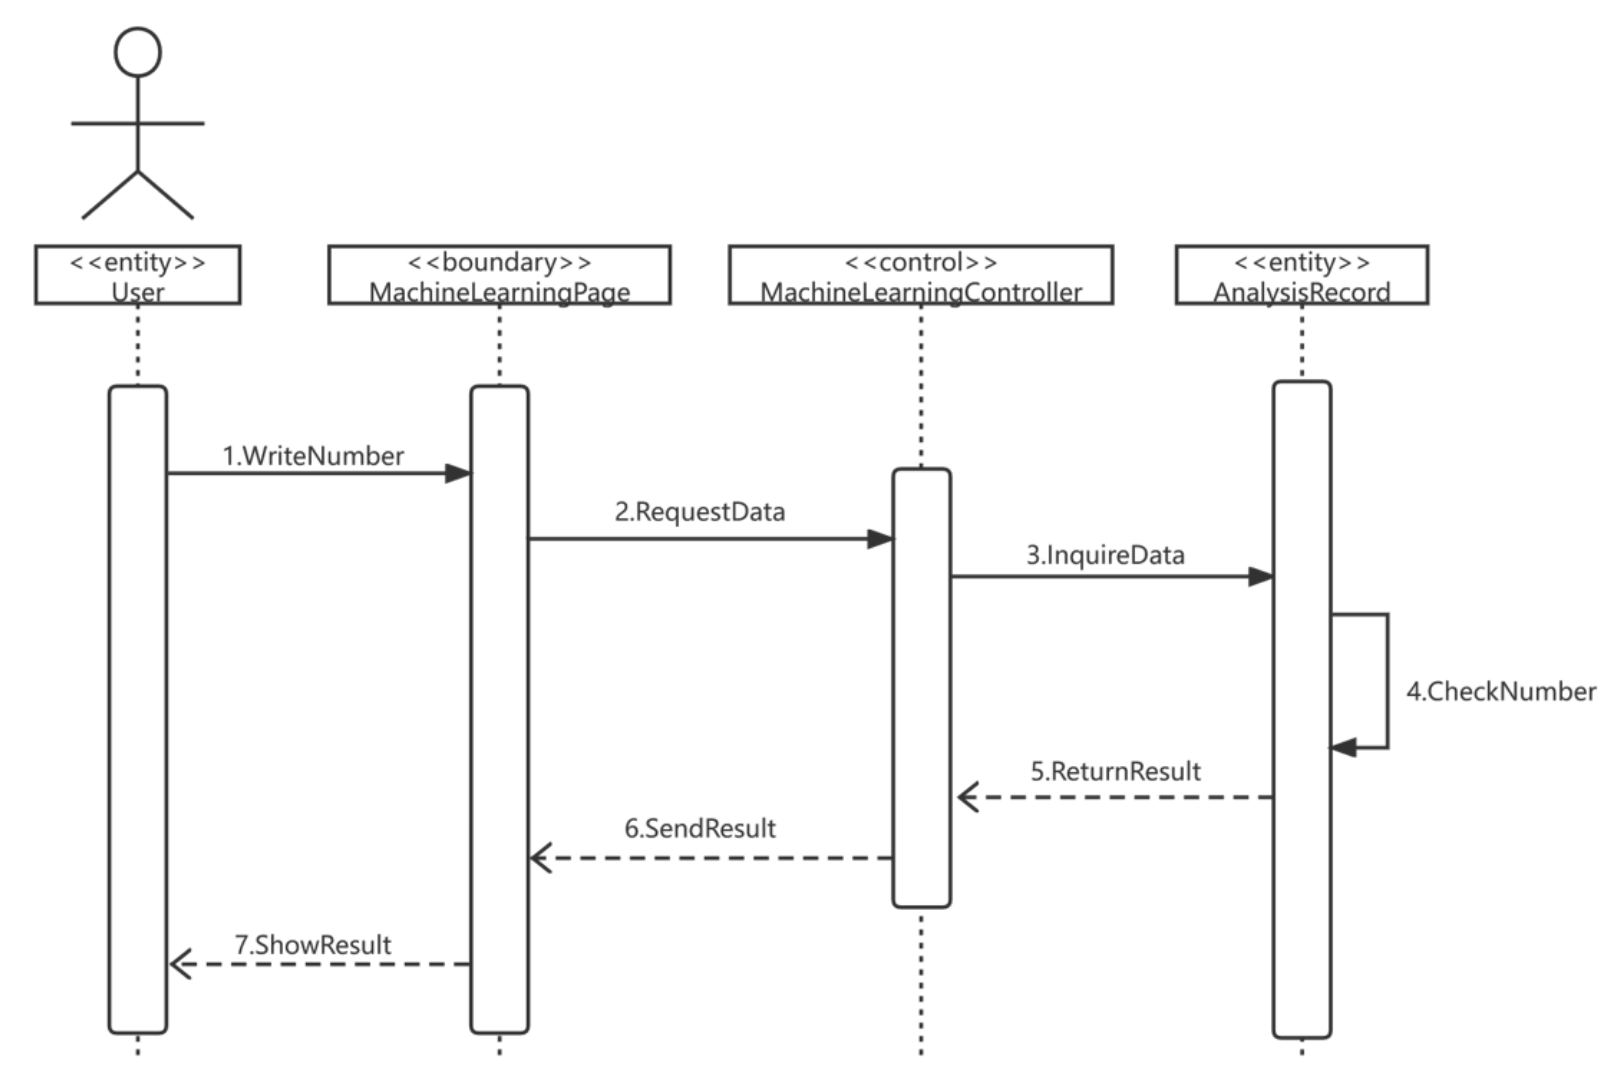 <<entity>>
User
<<boundary>>
MachineLearningPage
<<control>>
MachineLearningController
<<entity>>
AnalysisRecord
1.WriteNumber
2.RequestData
3.InquireData
4.CheckNumber
5.ReturnResult
6.SendResult
7.ShowResult